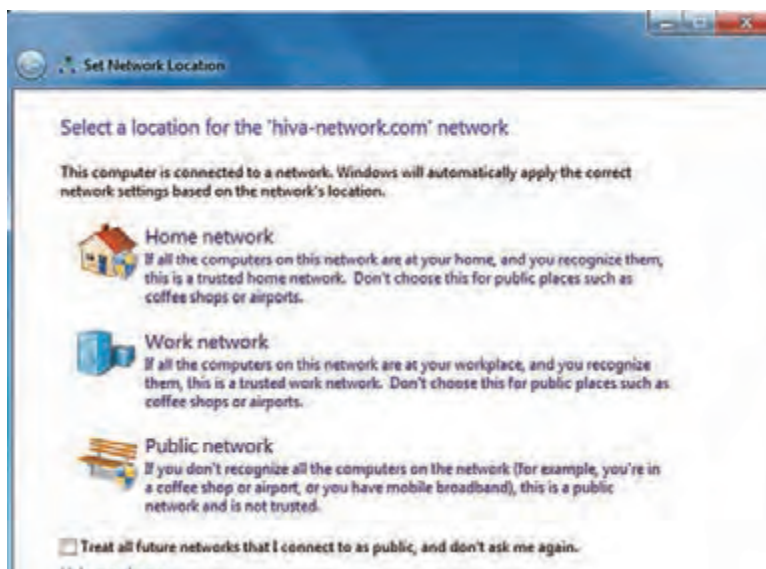 Set Network Location
Select a location for the 'hiva-network.com' network
This computer is connected to a network. Windows will automatically apply the correct
network settings based on the network's location.
Home network
If all the computers on this network are at your home, and you recognize them,
this is a trusted home network. Don't choose this for public places such as
coffee shops or airports.
Work network
If all the computers on this network are at your workplace, and you recognize
them, this is a trusted work network. Don't choose this for public places such as
coffee shops or airports.
Public network
If you don't recognize all the computers on the network (for example, you're in
a coffee shop or airport, or you have mobile broadband), this is a public
network and is not trusted.
Treat all future networks that I connect to as public, and don't ask me again.